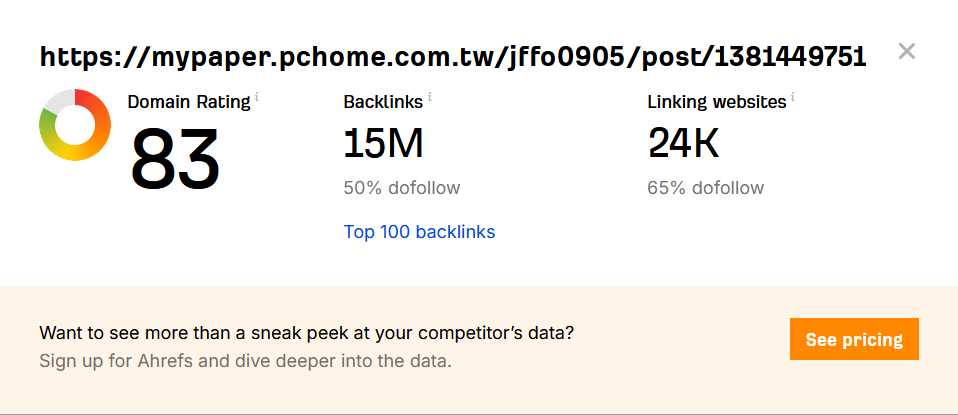 https://mypaper.pchome.com.tw/jffo0905/post/1381449751 ×
Domain Rating i
83
Backlinks i
15M
50% dofollow
Top 100 backlinks
Linking websites i
24K
65% dofollow
Want to see more than a sneak peek at your competitor’s data?
Sign up for Ahrefs and dive deeper into the data.
See pricing